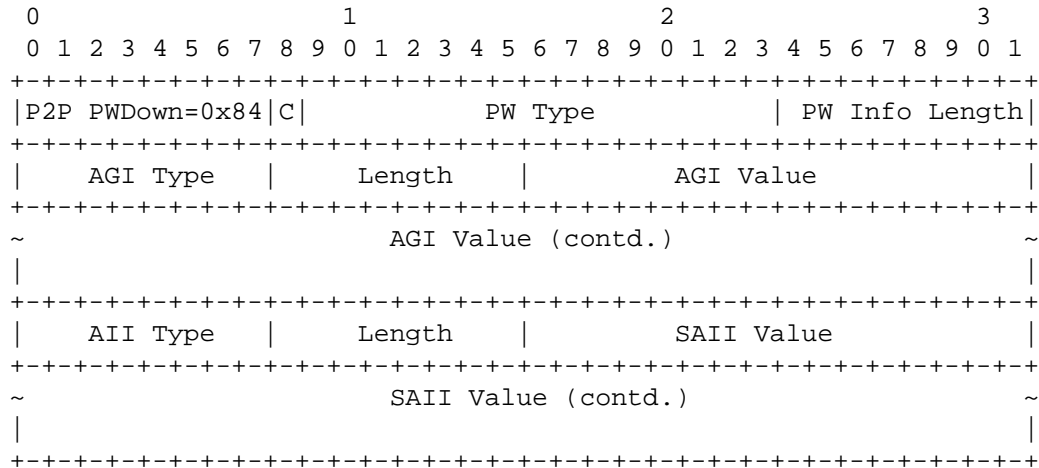 0                   1                   2                   3
 0 1 2 3 4 5 6 7 8 9 0 1 2 3 4 5 6 7 8 9 0 1 2 3 4 5 6 7 8 9 0 1
+-+-+-+-+-+-+-+-+-+-+-+-+-+-+-+-+-+-+-+-+-+-+-+-+-+-+-+-+-+-+-+-+
|P2P PWDown=0x84|C|            PW Type          | PW Info Length|
+-+-+-+-+-+-+-+-+-+-+-+-+-+-+-+-+-+-+-+-+-+-+-+-+-+-+-+-+-+-+-+-+
|    AGI Type   |     Length    |         AGI Value             |
+-+-+-+-+-+-+-+-+-+-+-+-+-+-+-+-+-+-+-+-+-+-+-+-+-+-+-+-+-+-+-+-+
~                       AGI Value (contd.)                      ~
|                                                               |
+-+-+-+-+-+-+-+-+-+-+-+-+-+-+-+-+-+-+-+-+-+-+-+-+-+-+-+-+-+-+-+-+
|    AII Type   |     Length    |         SAII Value            |
+-+-+-+-+-+-+-+-+-+-+-+-+-+-+-+-+-+-+-+-+-+-+-+-+-+-+-+-+-+-+-+-+
~                       SAII Value (contd.)                     ~
|                                                               |
+-+-+-+-+-+-+-+-+-+-+-+-+-+-+-+-+-+-+-+-+-+-+-+-+-+-+-+-+-+-+-+-+